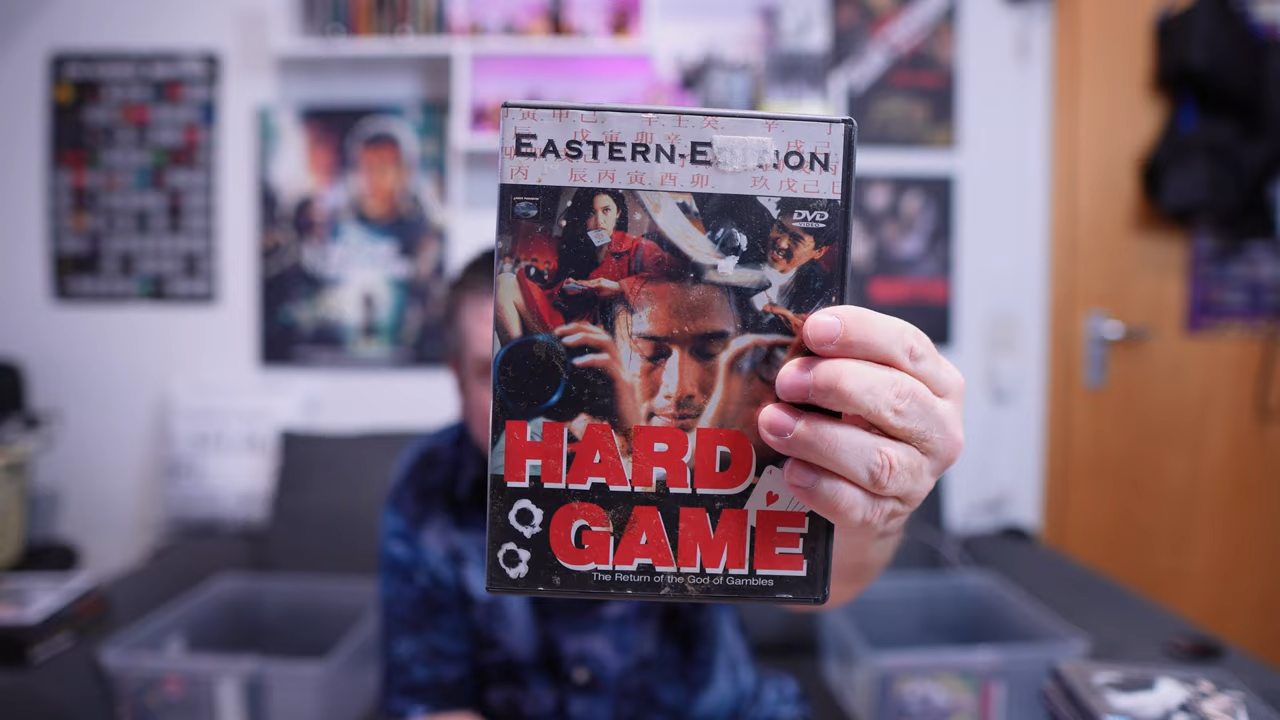 EASTERN-E ION
DVD
VIDEO
HARD
GAME
The Return of the God of Gambles